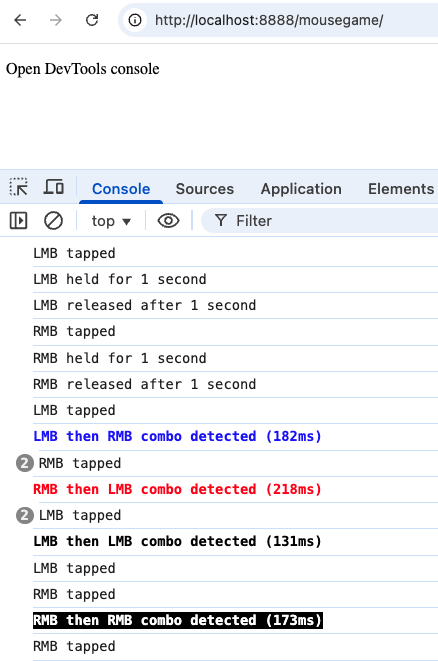 http://localhost:8888/mousegame/
Open DevTools console
Console Sources Application Elements
top Filter
LMB tapped
LMB held for 1 second
LMB released after 1 second
RMB tapped
RMB held for 1 second
RMB released after 1 second
LMB tapped
LMB then RMB combo detected (182ms)
2 RMB tapped
RMB then LMB combo detected (218ms)
2 LMB tapped
LMB then LMB combo detected (131ms)
LMB tapped
RMB tapped
RMB then RMB combo detected (173ms)
RMB tapped